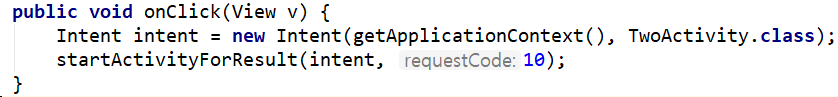 public void onClick(View v) {
Intent intent = new Intent(getApplicationContext(), TwoActivity.class);
startActivityForResult(intent, requestCode: 10);
}